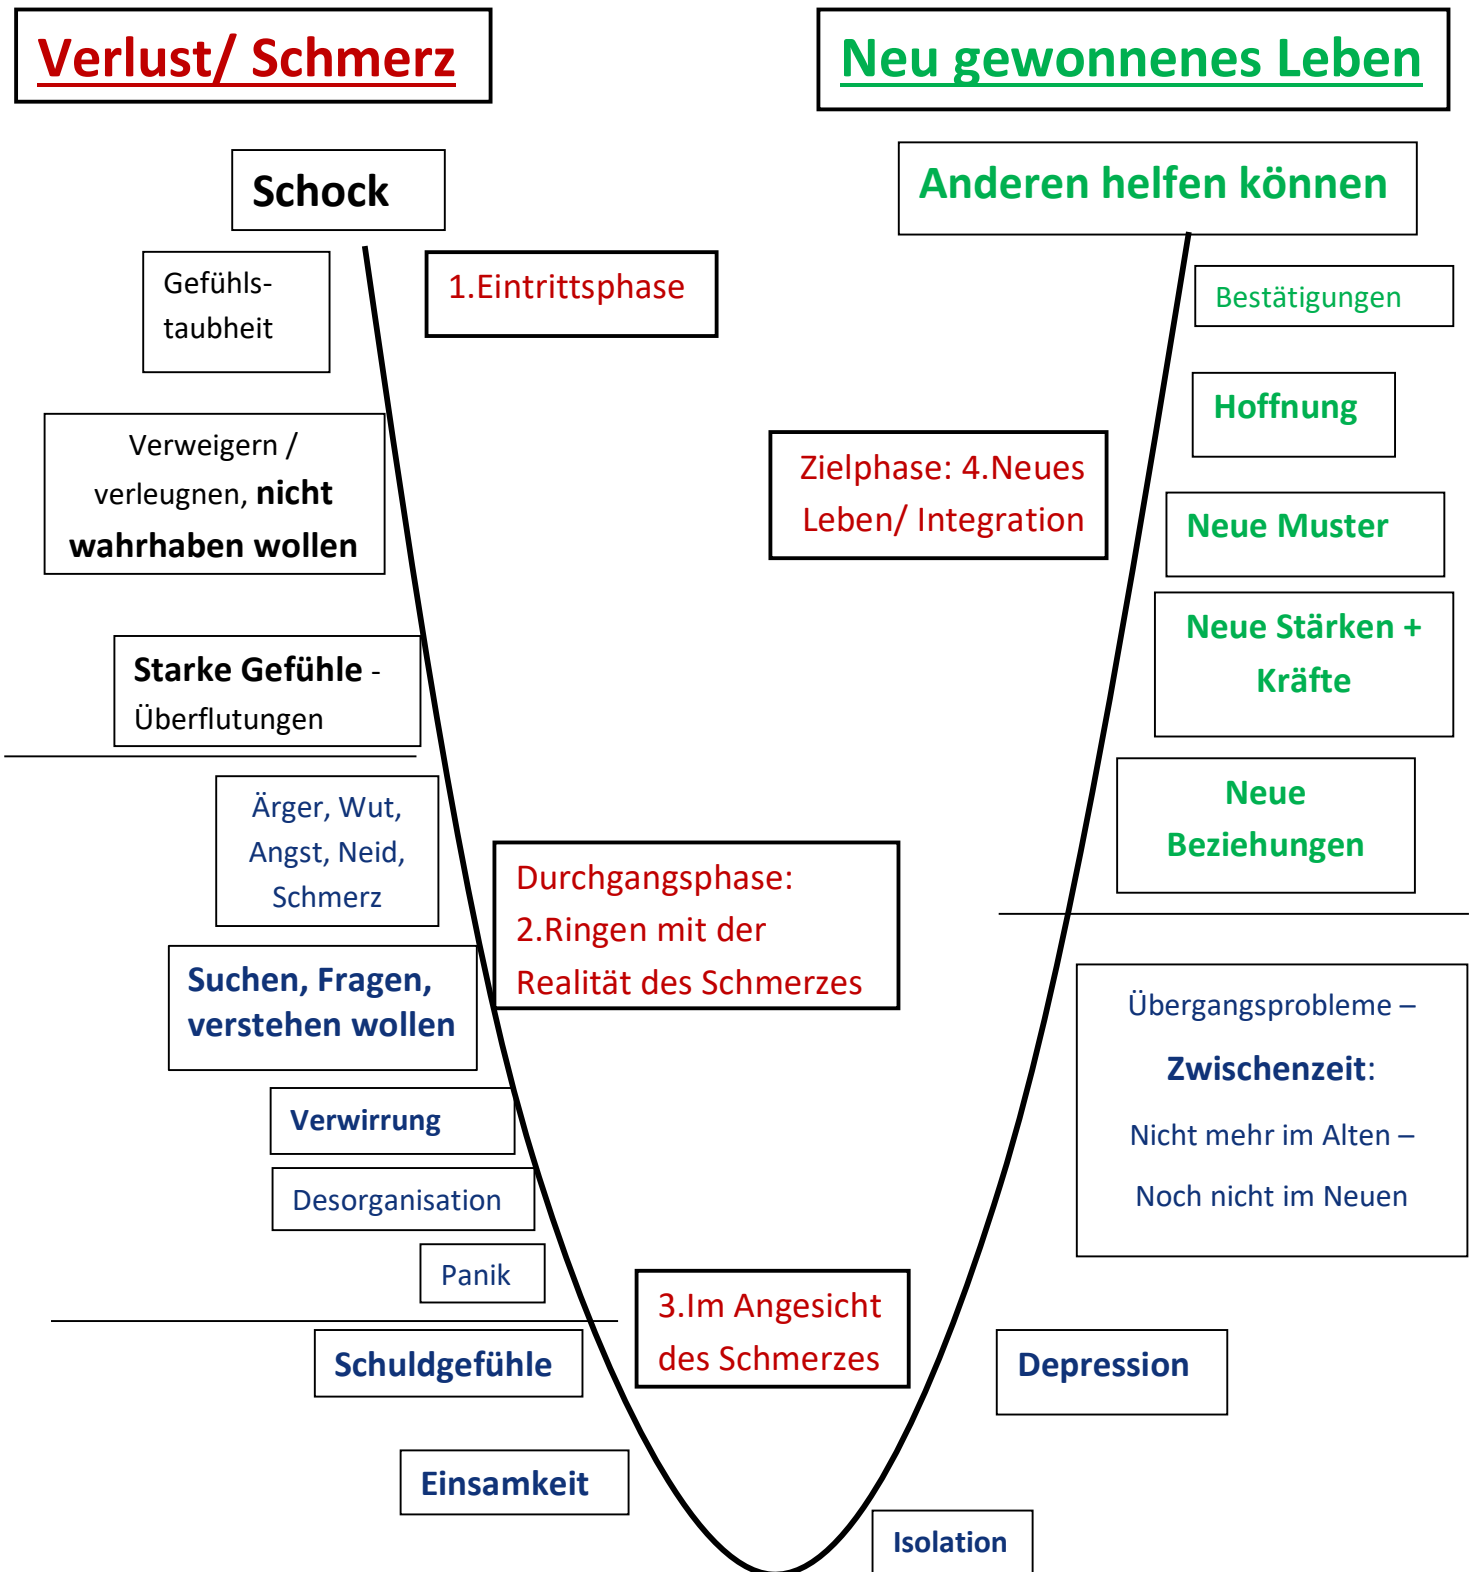 Verlust/ Schmerz
Neu gewonnenes Leben
Schock
Anderen helfen können
Gefühls-
taubheit
1.Eintrittsphase
Bestätigungen
Hoffnung
Verweigern /
verleugnen, nicht
wahrhaben wollen
Zielphase: 4.Neues
Leben/ Integration
Neue Muster
Neue Stärken +
Kräfte
Starke Gefühle -
Überflutungen
Neue
Beziehungen
Ärger, Wut,
Angst, Neid,
Schmerz
Durchgangsphase:
2.Ringen mit der
Realität des Schmerzes
Suchen, Fragen,
verstehen wollen
Übergangsprobleme –
Zwischenzeit:
Nicht mehr im Alten –
Noch nicht im Neuen
Verwirrung
Desorganisation
Panik
3.Im Angesicht
des Schmerzes
Schuldgefühle
Depression
Einsamkeit
Isolation